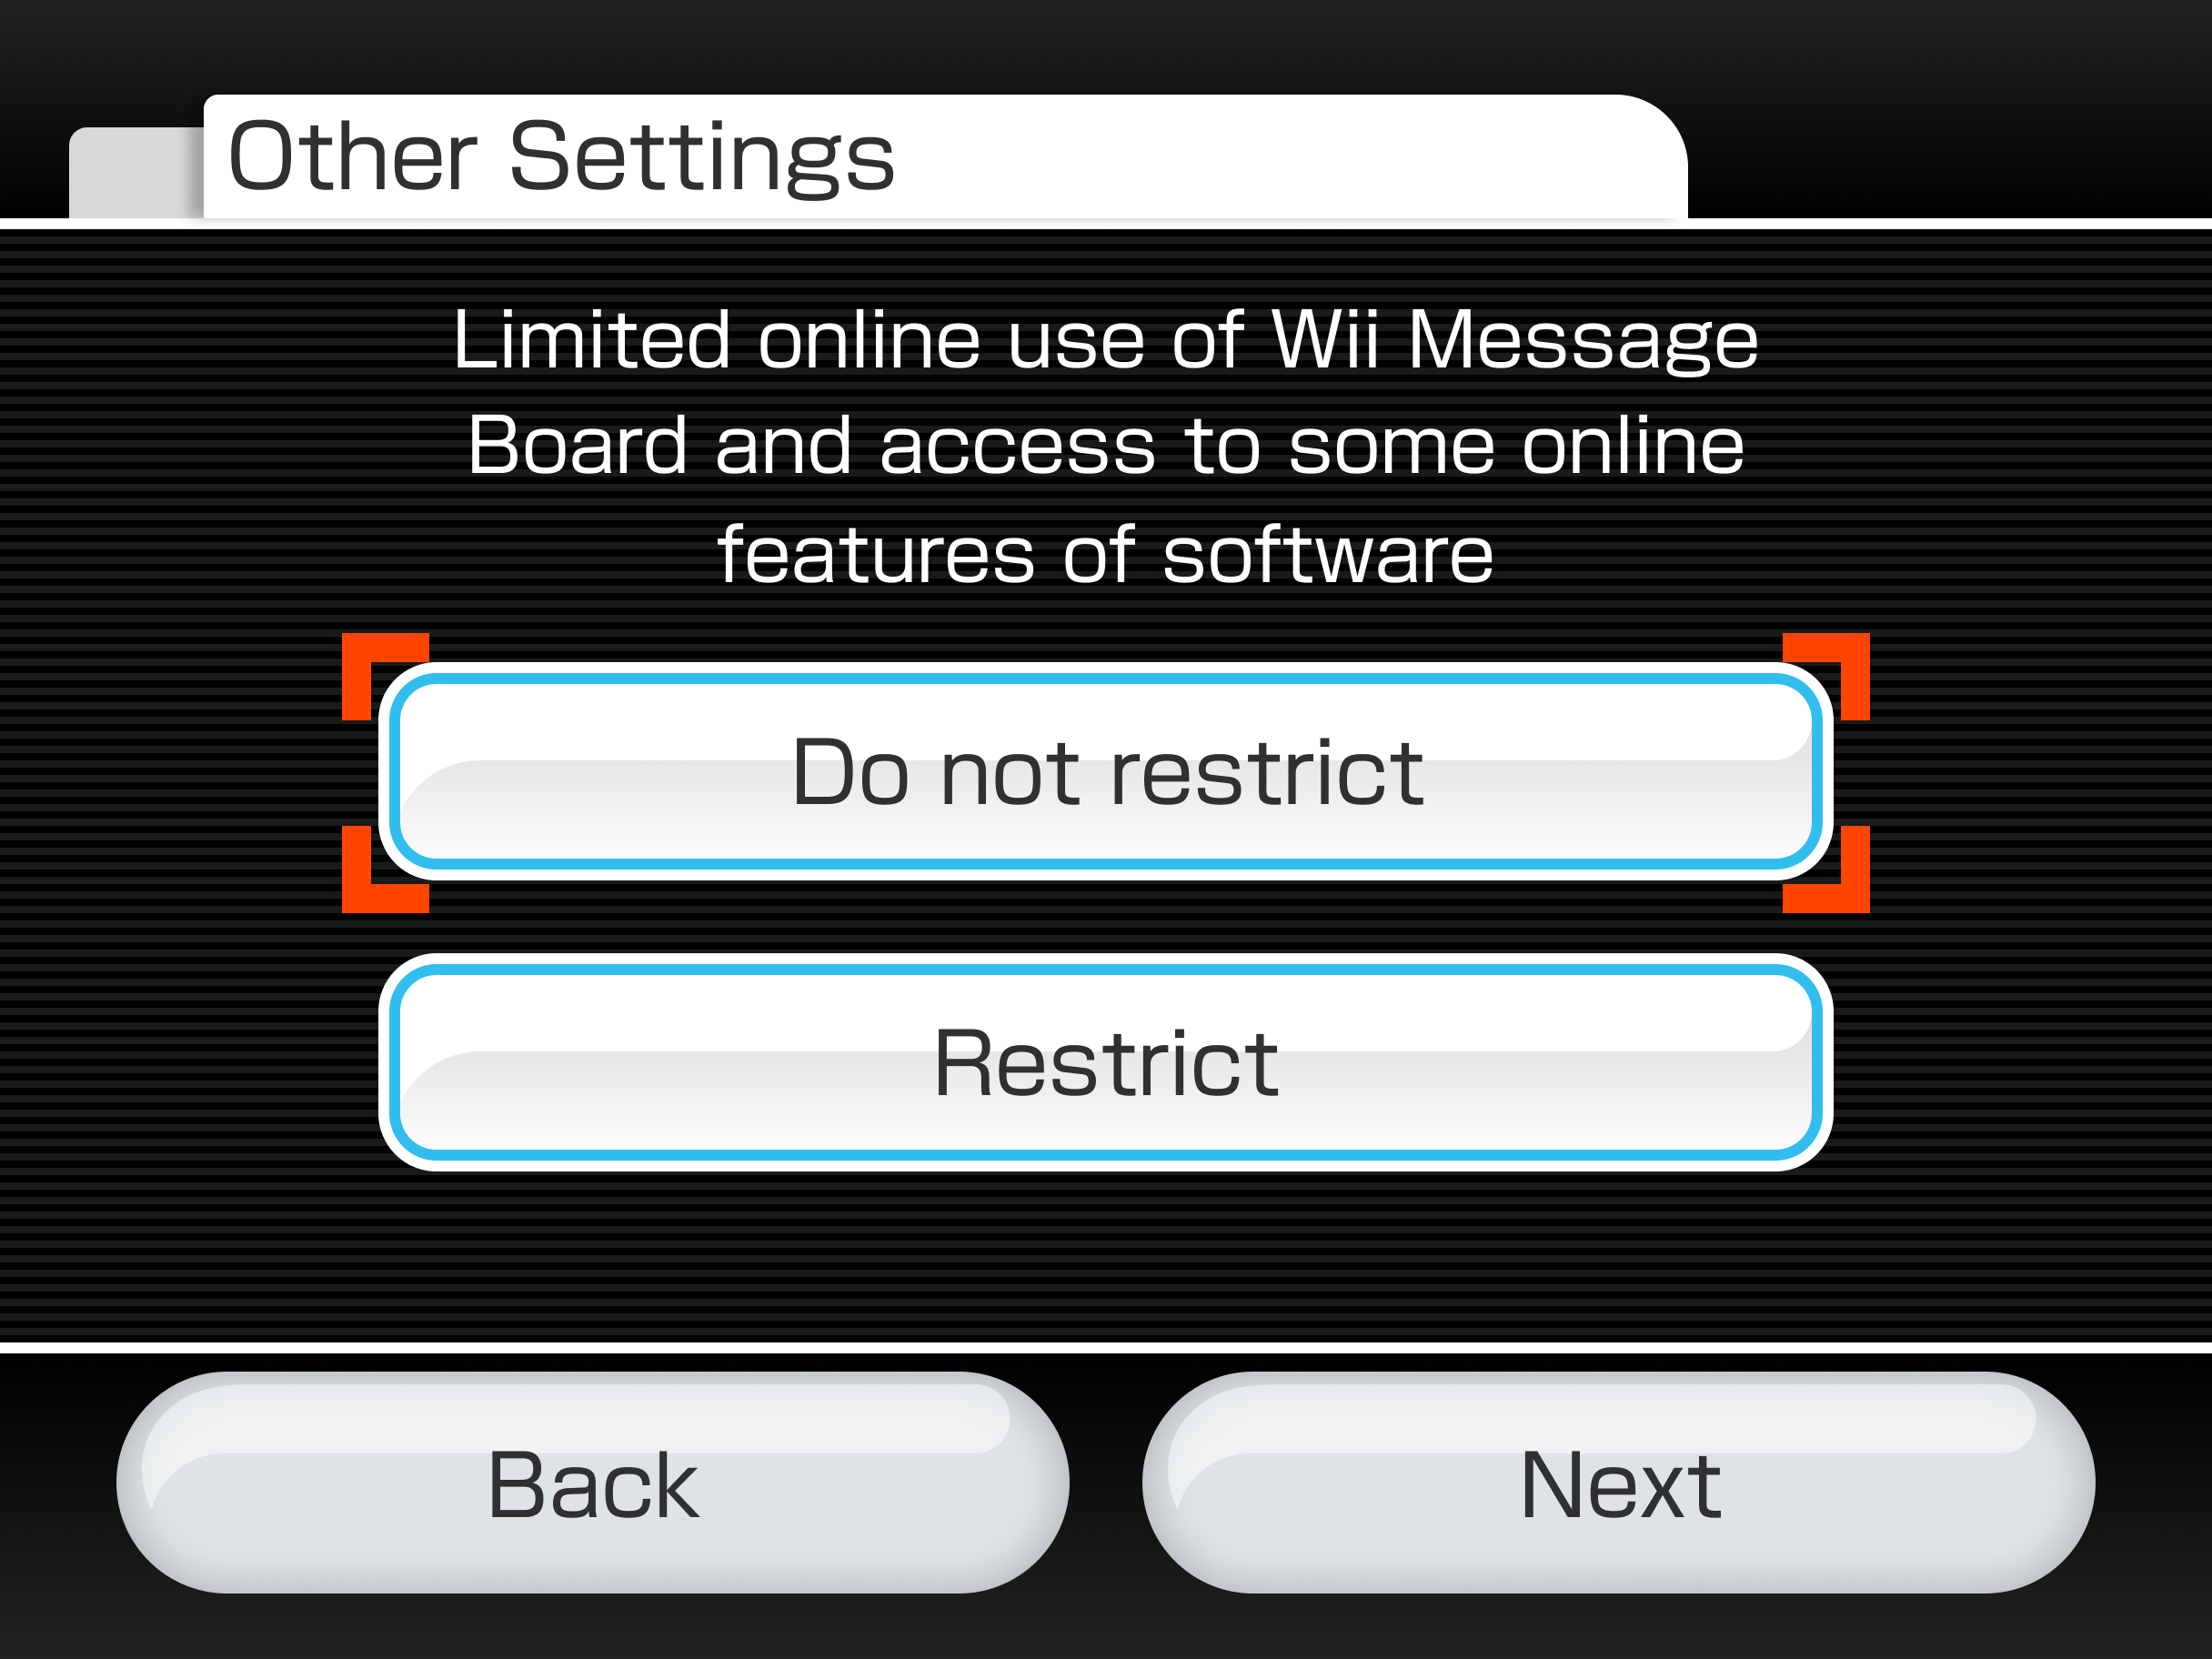 Other Settings
Limited online use of Wii Message
Board and access to some online
features of software
Do not restrict
Restrict
Back
Next